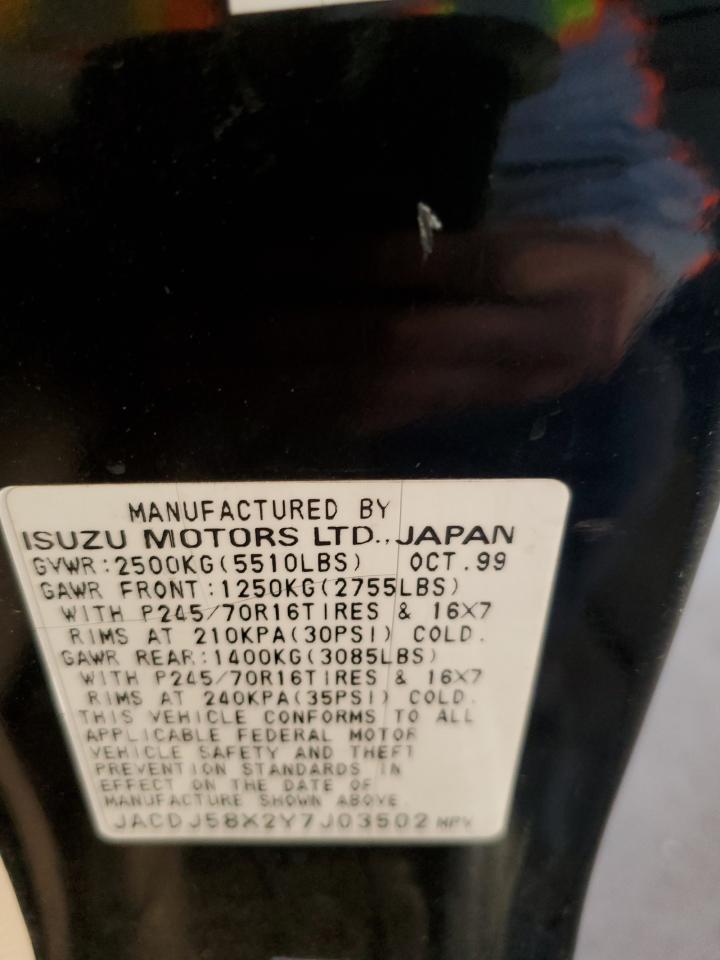 MANUFACTURED BY
ISUZU MOTORS LTD., JAPAN
GVWR:2500KG(5510LBS) OCT.99
GAWR FRONT:1250KG(2755LBS)
WITH P245/70R16TIRES & 16X7
RIMS AT 210KPA(30PSI) COLD.
GAWR REAR:1400KG(3085LBS)
WITH P245/70R16TIRES & 16X7
RIMS AT 240KPA(35PSI) COLD.
THIS VEHICLE CONFORMS TO ALL
APPLICABLE FEDERAL MOTOR
VEHICLE SAFETY AND THEFT
PREVENTION STANDARDS IN
EFFECT ON THE DATE OF
MANUFACTURE SHOWN ABOVE.
JACDJ58X2Y7J03502 MPV